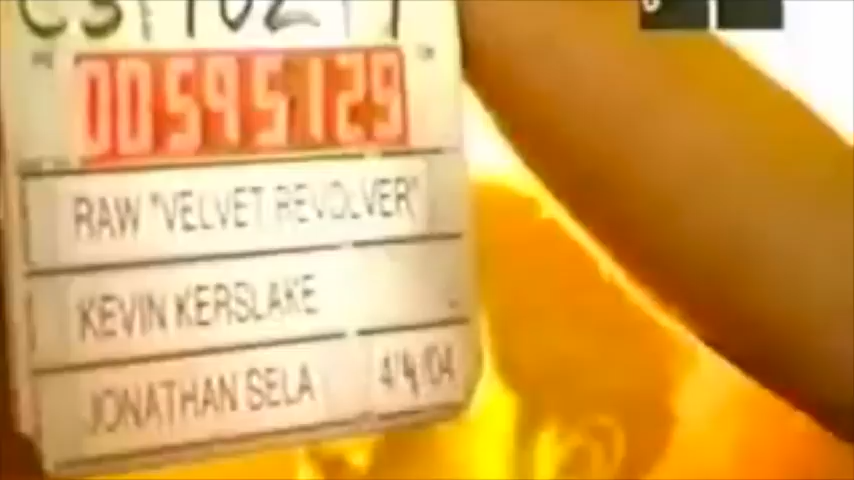 00595129
RAW "VELVET REVOLVER"
KEVIN KERSLAKE
JONATHAN SELA 4/4/04